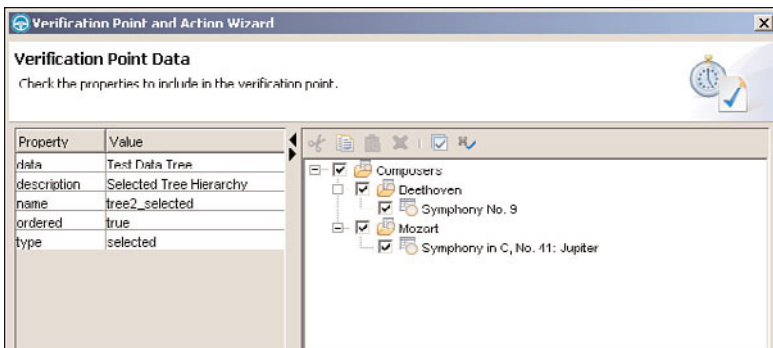 Verification Point and Action Wizard
Verification Point Data
Check the properties to include in the verification point.
Property Value
data Test Data Tree
description Selected Tree Hierarchy
name tree2_selected
ordered true
type selected
Composers
Beethoven
Symphony No. 9
Mozart
Symphony in C, No. 41: Jupiter